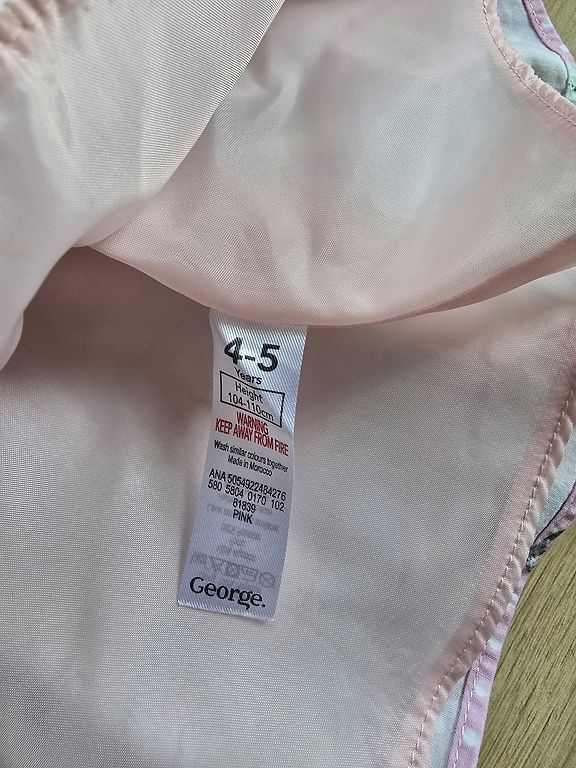 4-5
Years
Height
104-110cm
WARNING
KEEP AWAY FROM FIRE
Wash similar colours together
Made in Morocco
ANA 5054922484276
580 5804 0170 102
81839
PINK
George.